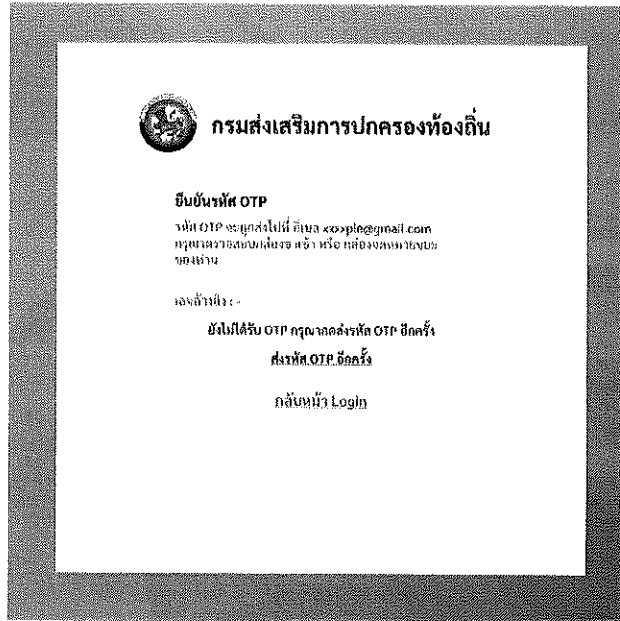 กรมส่งเสริมการปกครองท้องถิ่น
ยืนยันรหัส OTP
รหัส OTP จะถูกส่งไปที่ อีเมล xxxxple@gmail.com
กรุณาตรวจสอบกล่องขาเข้า หรือ กล่องจดหมายขยะ
ของท่าน
เลขอ้างอิง : -
ยังไม่ได้รับ OTP กรุณากดส่งรหัส OTP อีกครั้ง
ส่งรหัส OTP อีกครั้ง
กลับหน้า Login